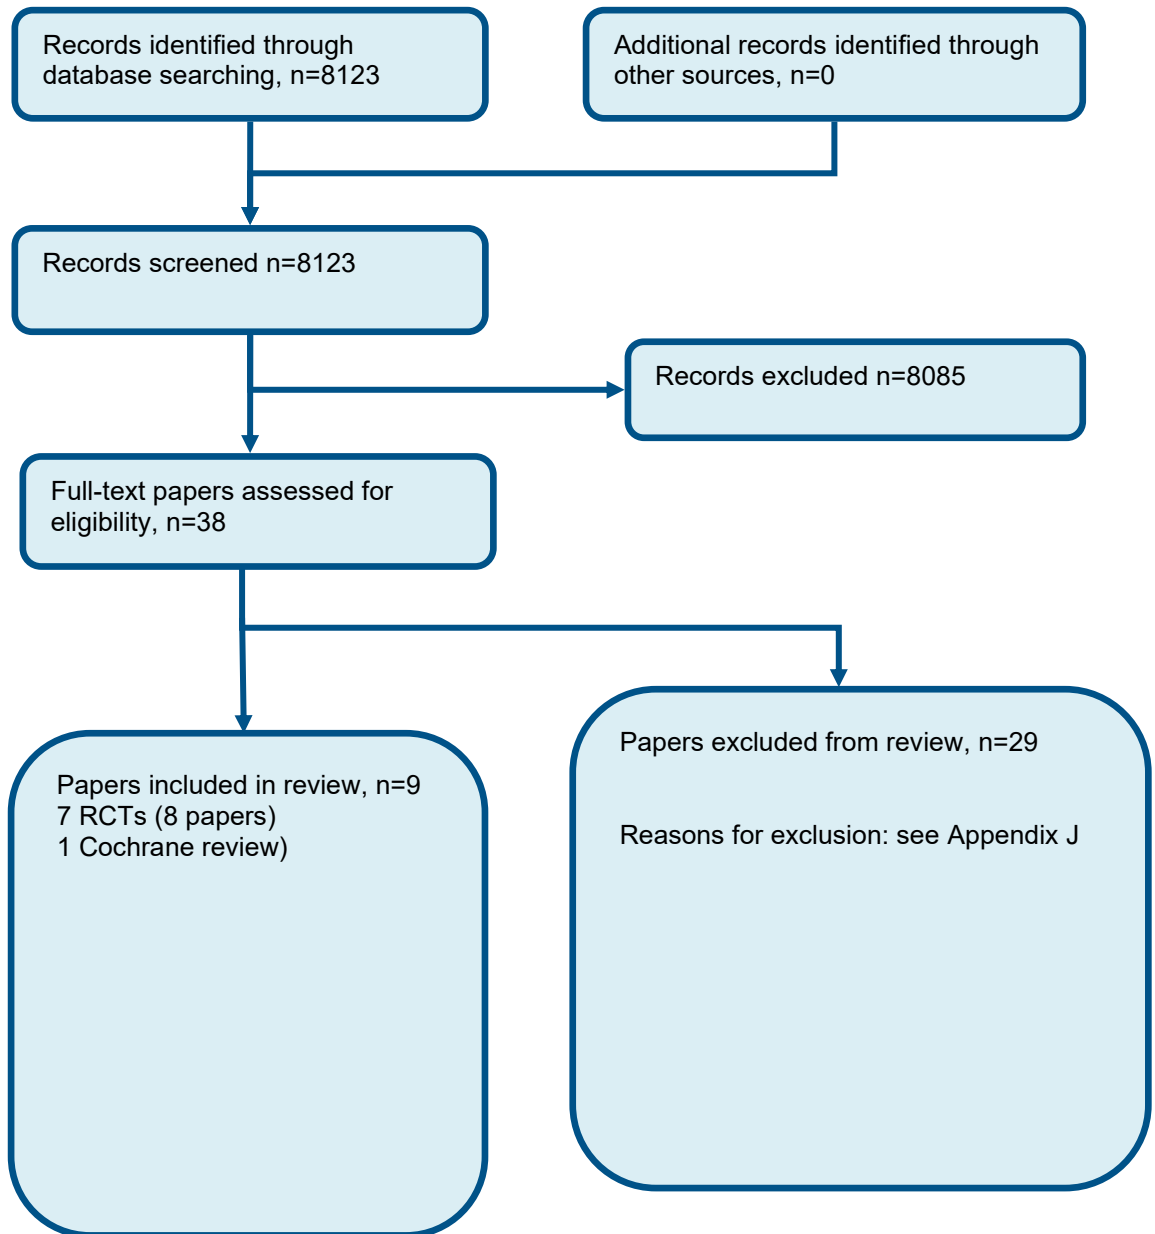 Records identified through
database searching, n=8123
Additional records identified through
other sources, n=0
Records screened n=8123
Records excluded n=8085
Full-text papers assessed for
eligibility, n=38
Papers included in review, n=9
7 RCTs (8 papers)
1 Cochrane review)
Papers excluded from review, n=29
Reasons for exclusion: see Appendix J